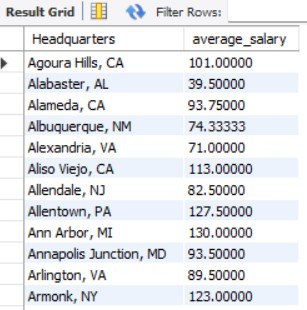 Result Grid Filter Rows:
Headquarters average_salary
Agoura Hills, CA 101.00000
Alabaster, AL 39.50000
Alameda, CA 93.75000
Albuquerque, NM 74.33333
Alexandria, VA 71.00000
Aliso Viejo, CA 113.00000
Allendale, NJ 82.50000
Allentown, PA 127.50000
Ann Arbor, MI 130.00000
Annapolis Junction, MD 93.50000
Arlington, VA 89.50000
Armonk, NY 123.00000